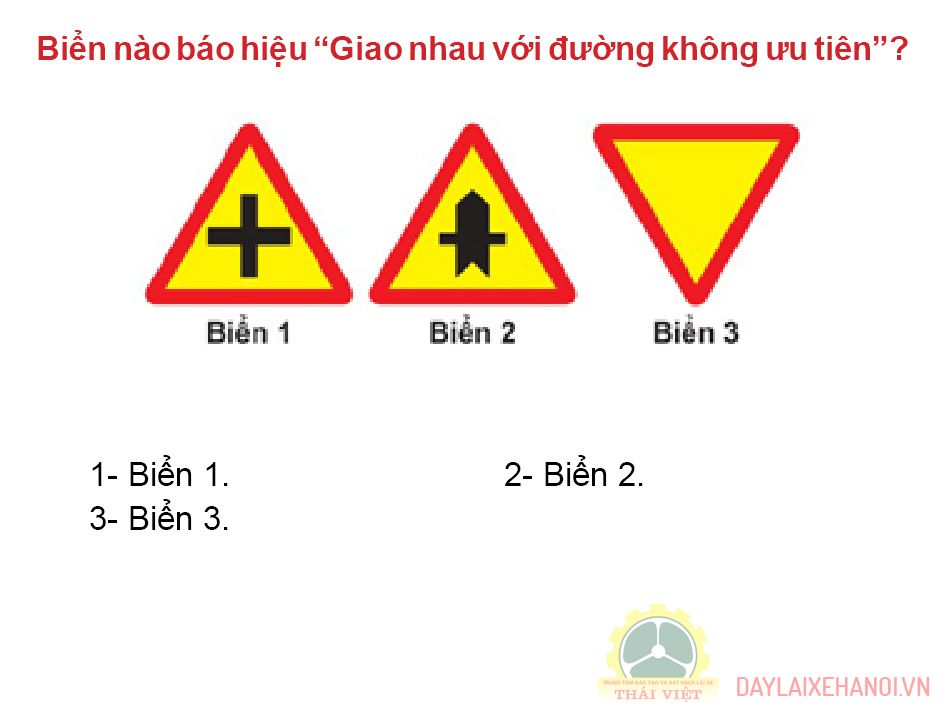 Biển nào báo hiệu “Giao nhau với đường không ưu tiên”?
Biển 1 Biển 2 Biển 3
1- Biển 1. 2- Biển 2.
3- Biển 3.
TRUNG TÂM ĐÀO TẠO VÀ SÁT HẠCH LÁI XE
THÁI VIỆT
DAYLAIXEHANOI.VN